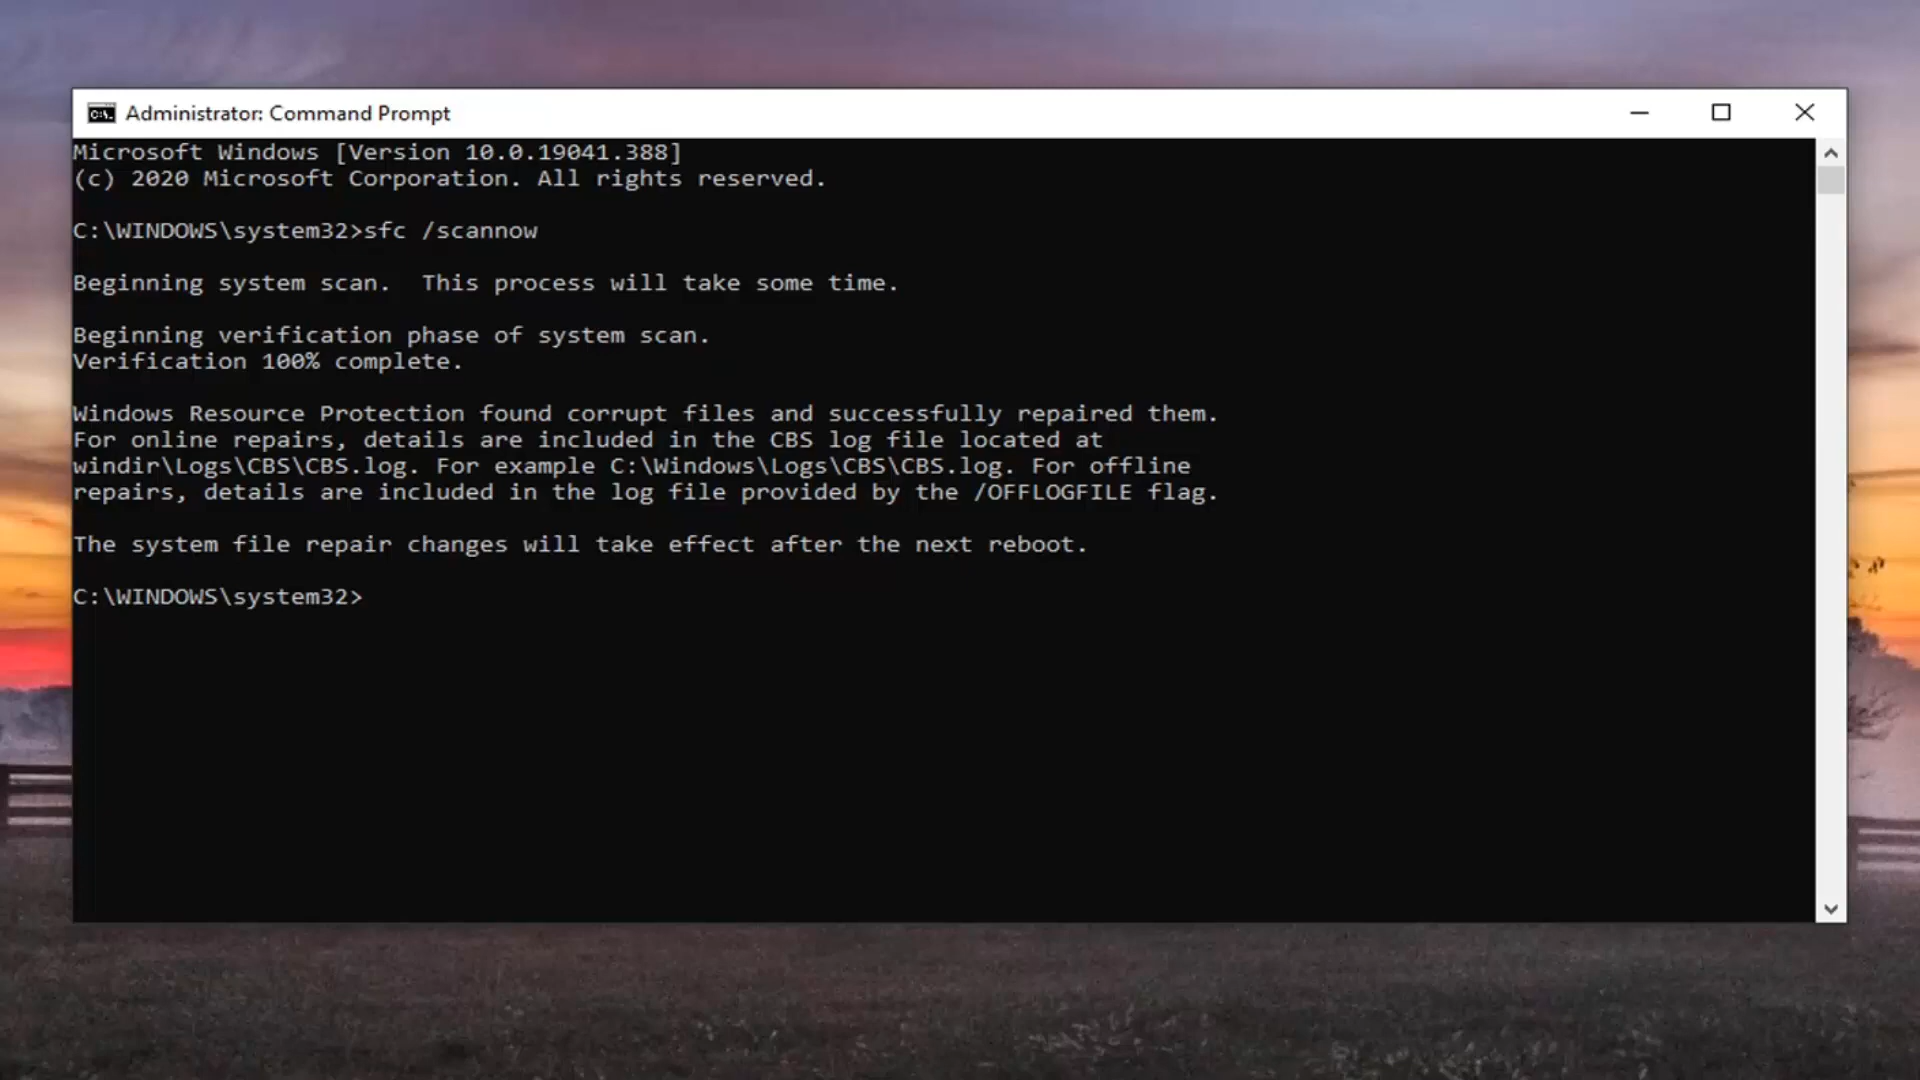 Administrator: Command Prompt
Microsoft Windows [Version 10.0.19041.388]
(c) 2020 Microsoft Corporation. All rights reserved.
C:\WINDOWS\system32>sfc /scannow
Beginning system scan.  This process will take some time.
Beginning verification phase of system scan.
Verification 100% complete.
Windows Resource Protection found corrupt files and successfully repaired them.
For online repairs, details are included in the CBS log file located at
windir\Logs\CBS\CBS.log. For example C:\Windows\Logs\CBS\CBS.log. For offline
repairs, details are included in the log file provided by the /OFFLOGFILE flag.
The system file repair changes will take effect after the next reboot.
C:\WINDOWS\system32>